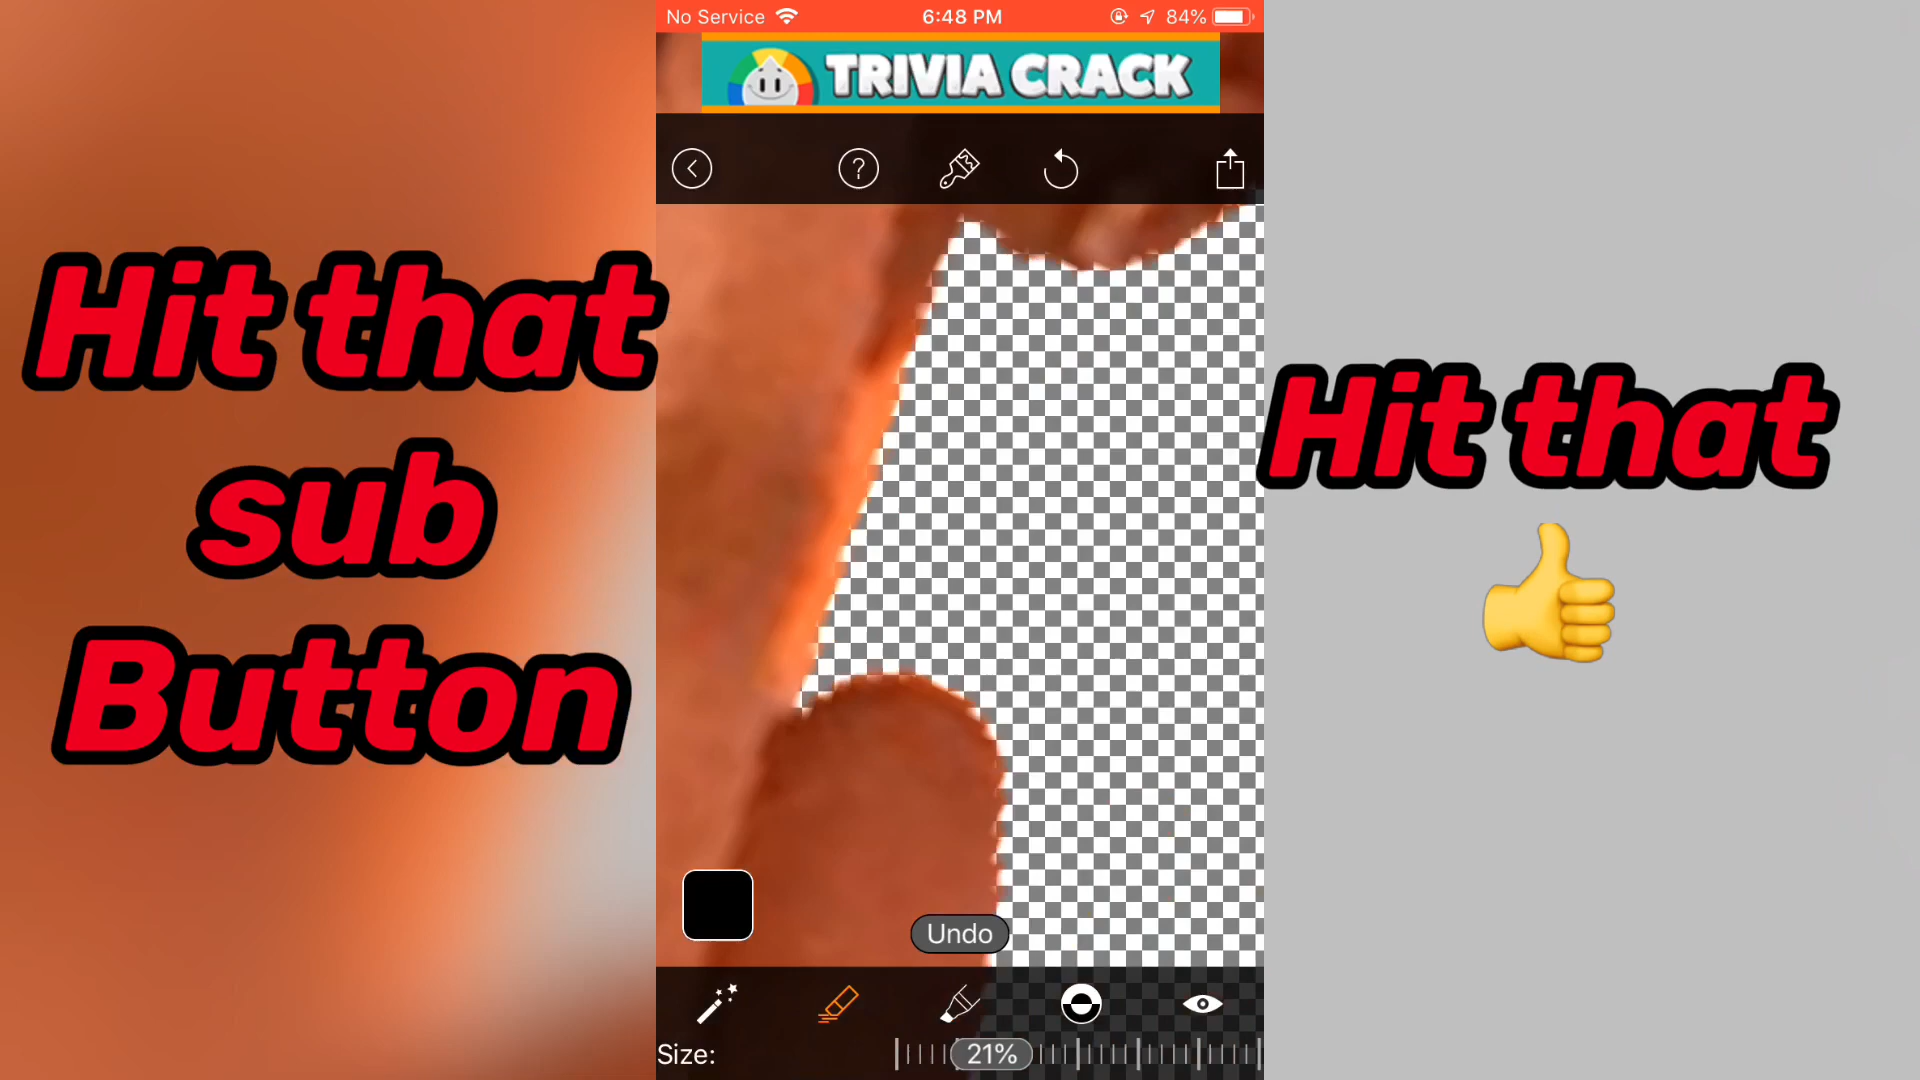 No Service
6:48 PM
84%
TRIVIA CRACK
?
Hit that
sub
Button
Hit that
Undo
Size:
21%